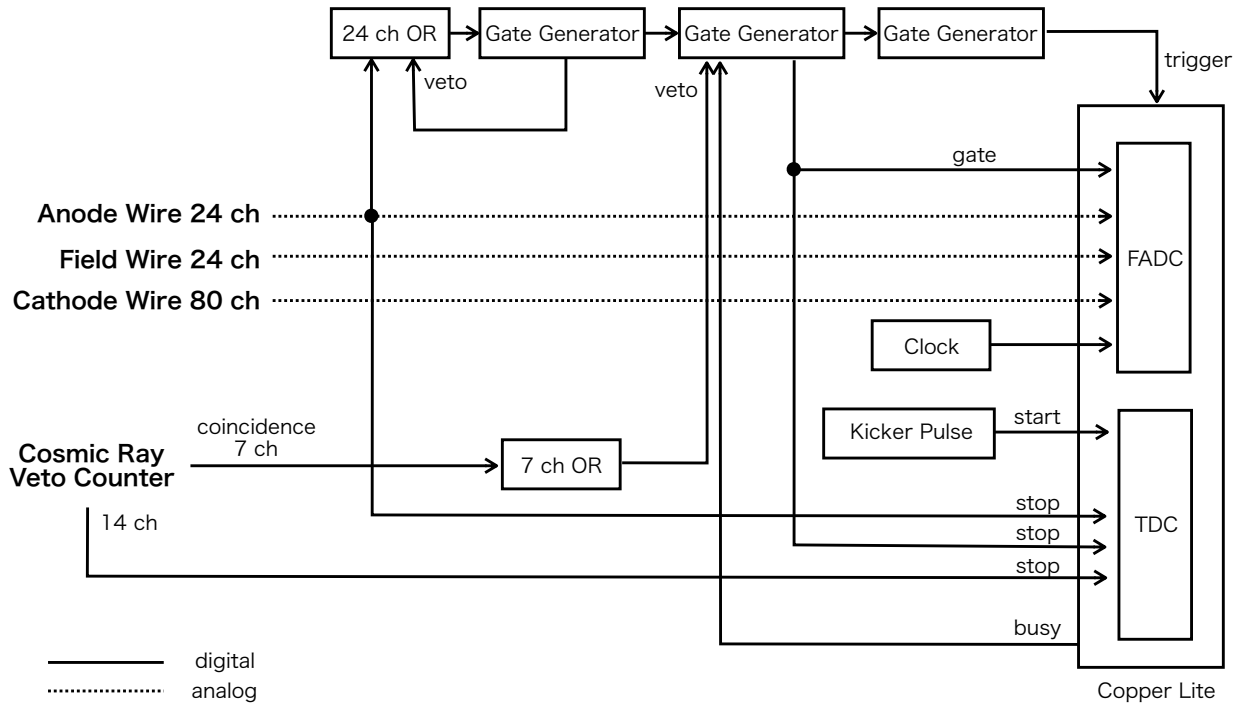 24 ch OR
Gate Generator
Gate Generator
Gate Generator
veto
veto
trigger
gate
Anode Wire 24 ch
Field Wire 24 ch
Cathode Wire 80 ch
FADC
Clock
Kicker Pulse
start
coincidence
7 ch
Cosmic Ray
Veto Counter
7 ch OR
14 ch
stop
stop
stop
TDC
busy
digital
analog
Copper Lite